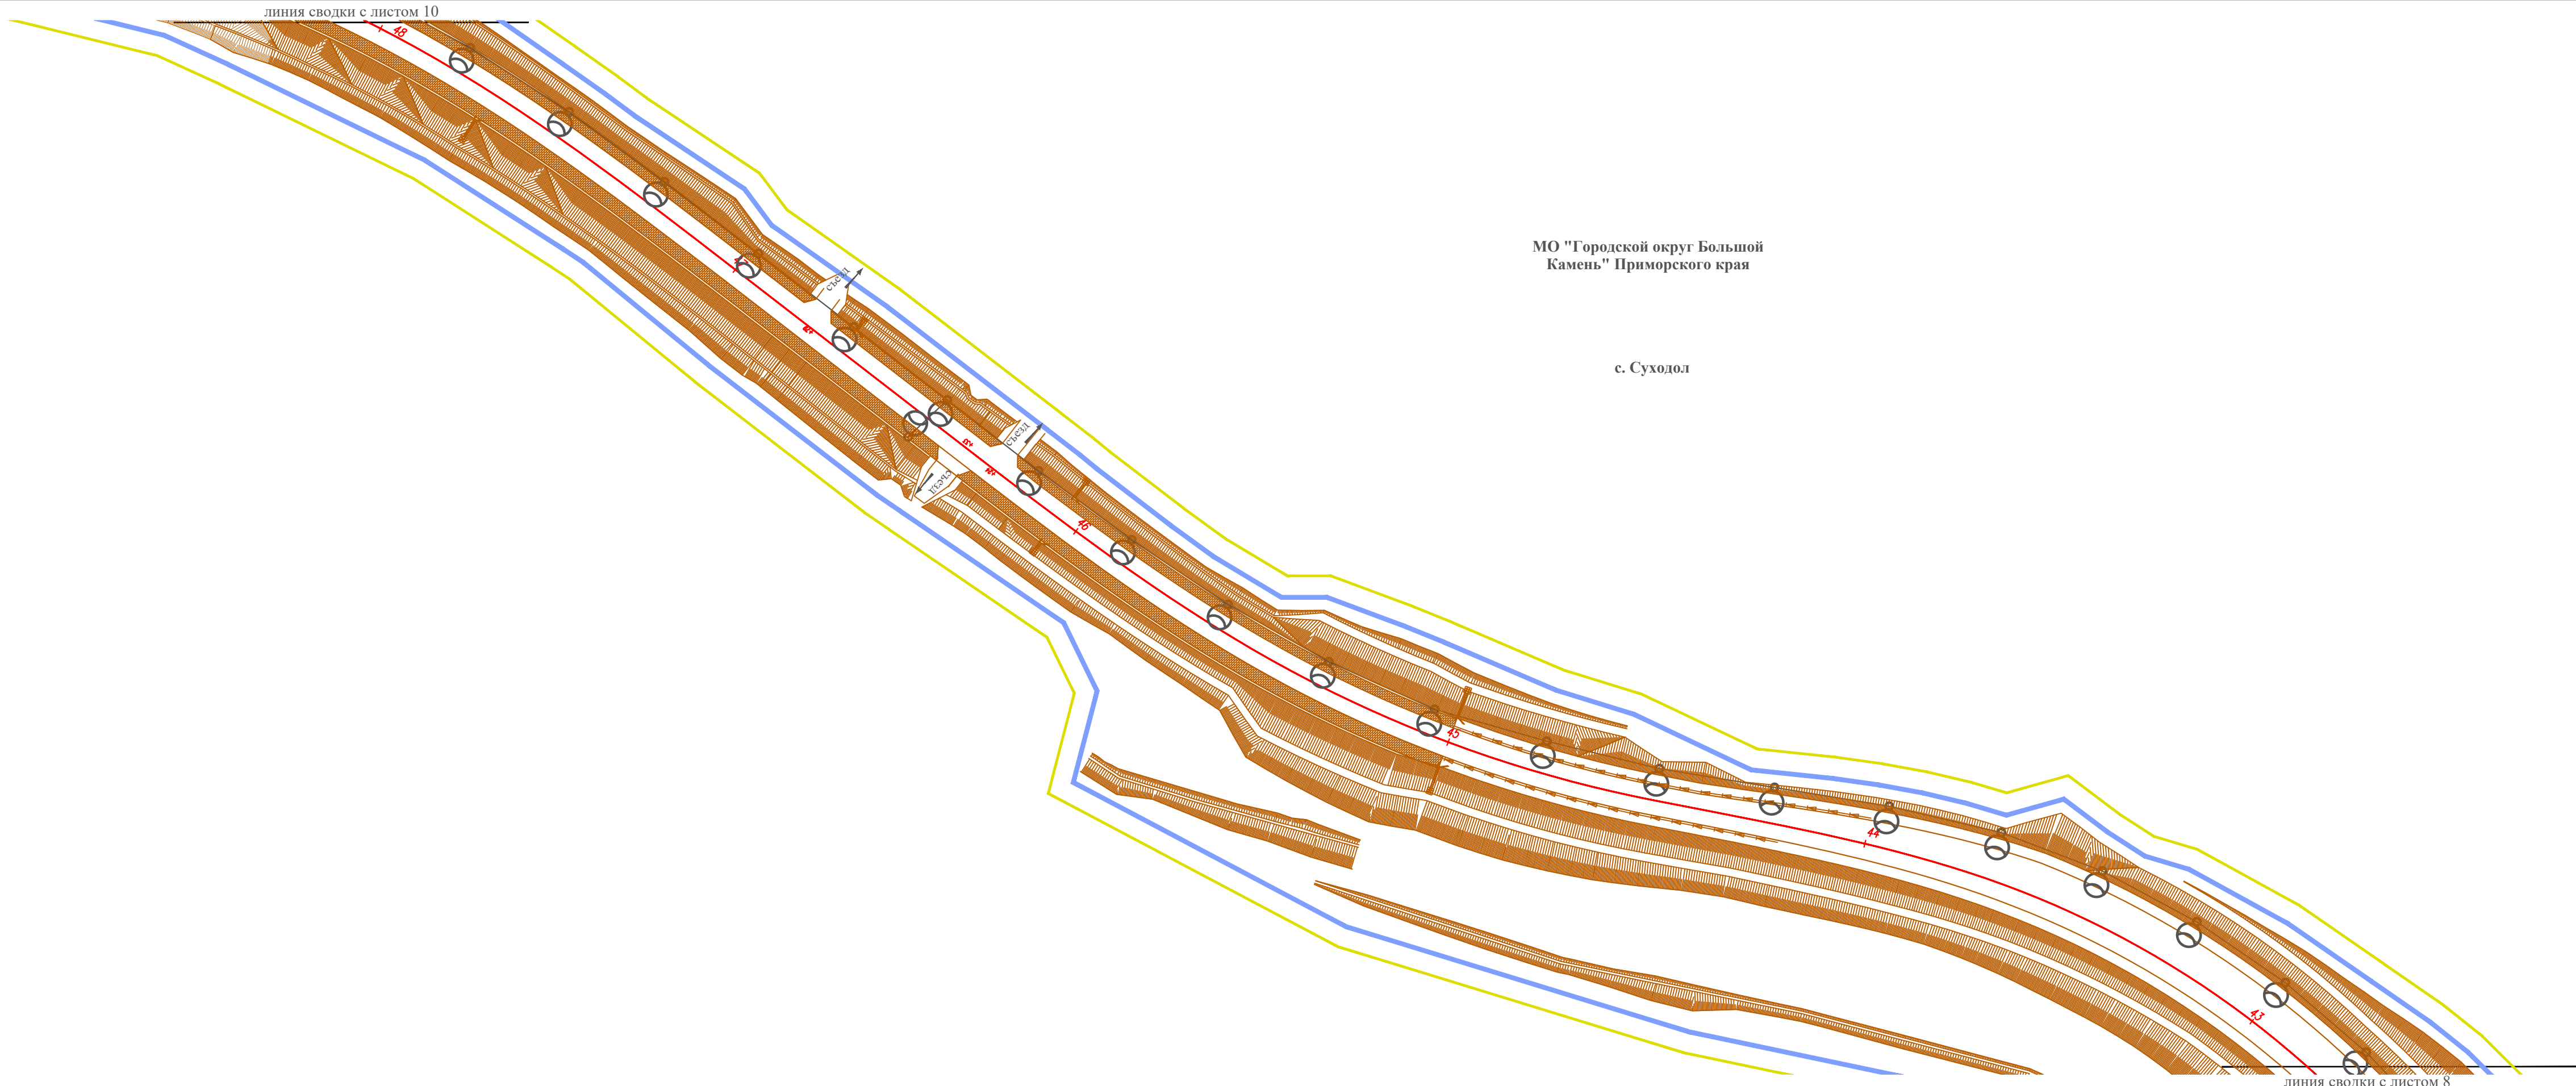 линия сводки с листом 10
48
МО "Городской округ Большой
Камень" Приморского края
съезд
с. Суходол
съезд
съезд
46
45
44
43
линия сводки с листом 8